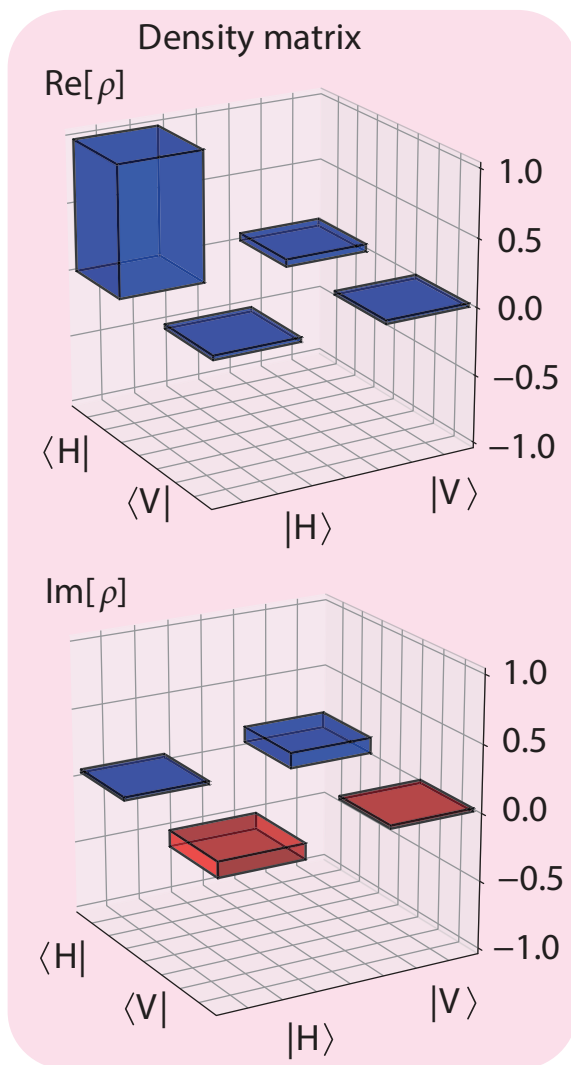 Density matrix
Re[ρ]
1.0
0.5
0.0
−0.5
−1.0
⟨H|
⟨V|
|H⟩
|V⟩
Im[ρ]
1.0
0.5
0.0
−0.5
−1.0
⟨H|
⟨V|
|H⟩
|V⟩